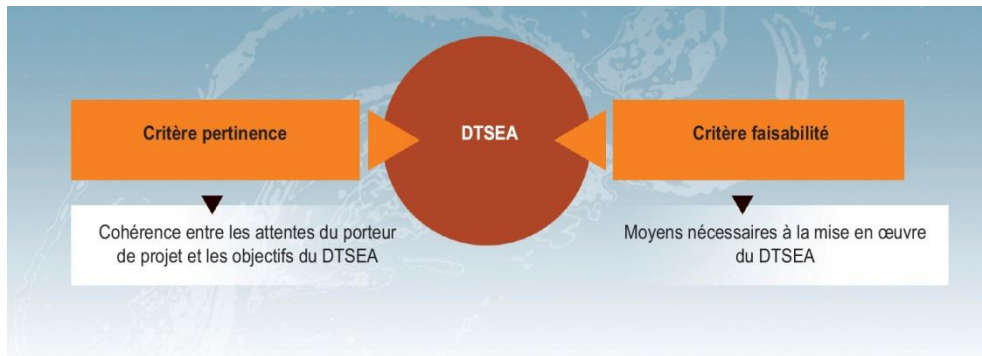 Critère pertinence
DTSEA
Critère faisabilité
Cohérence entre les attentes du porteur
de projet et les objectifs du DTSEA
Moyens nécessaires à la mise en œuvre
du DTSEA